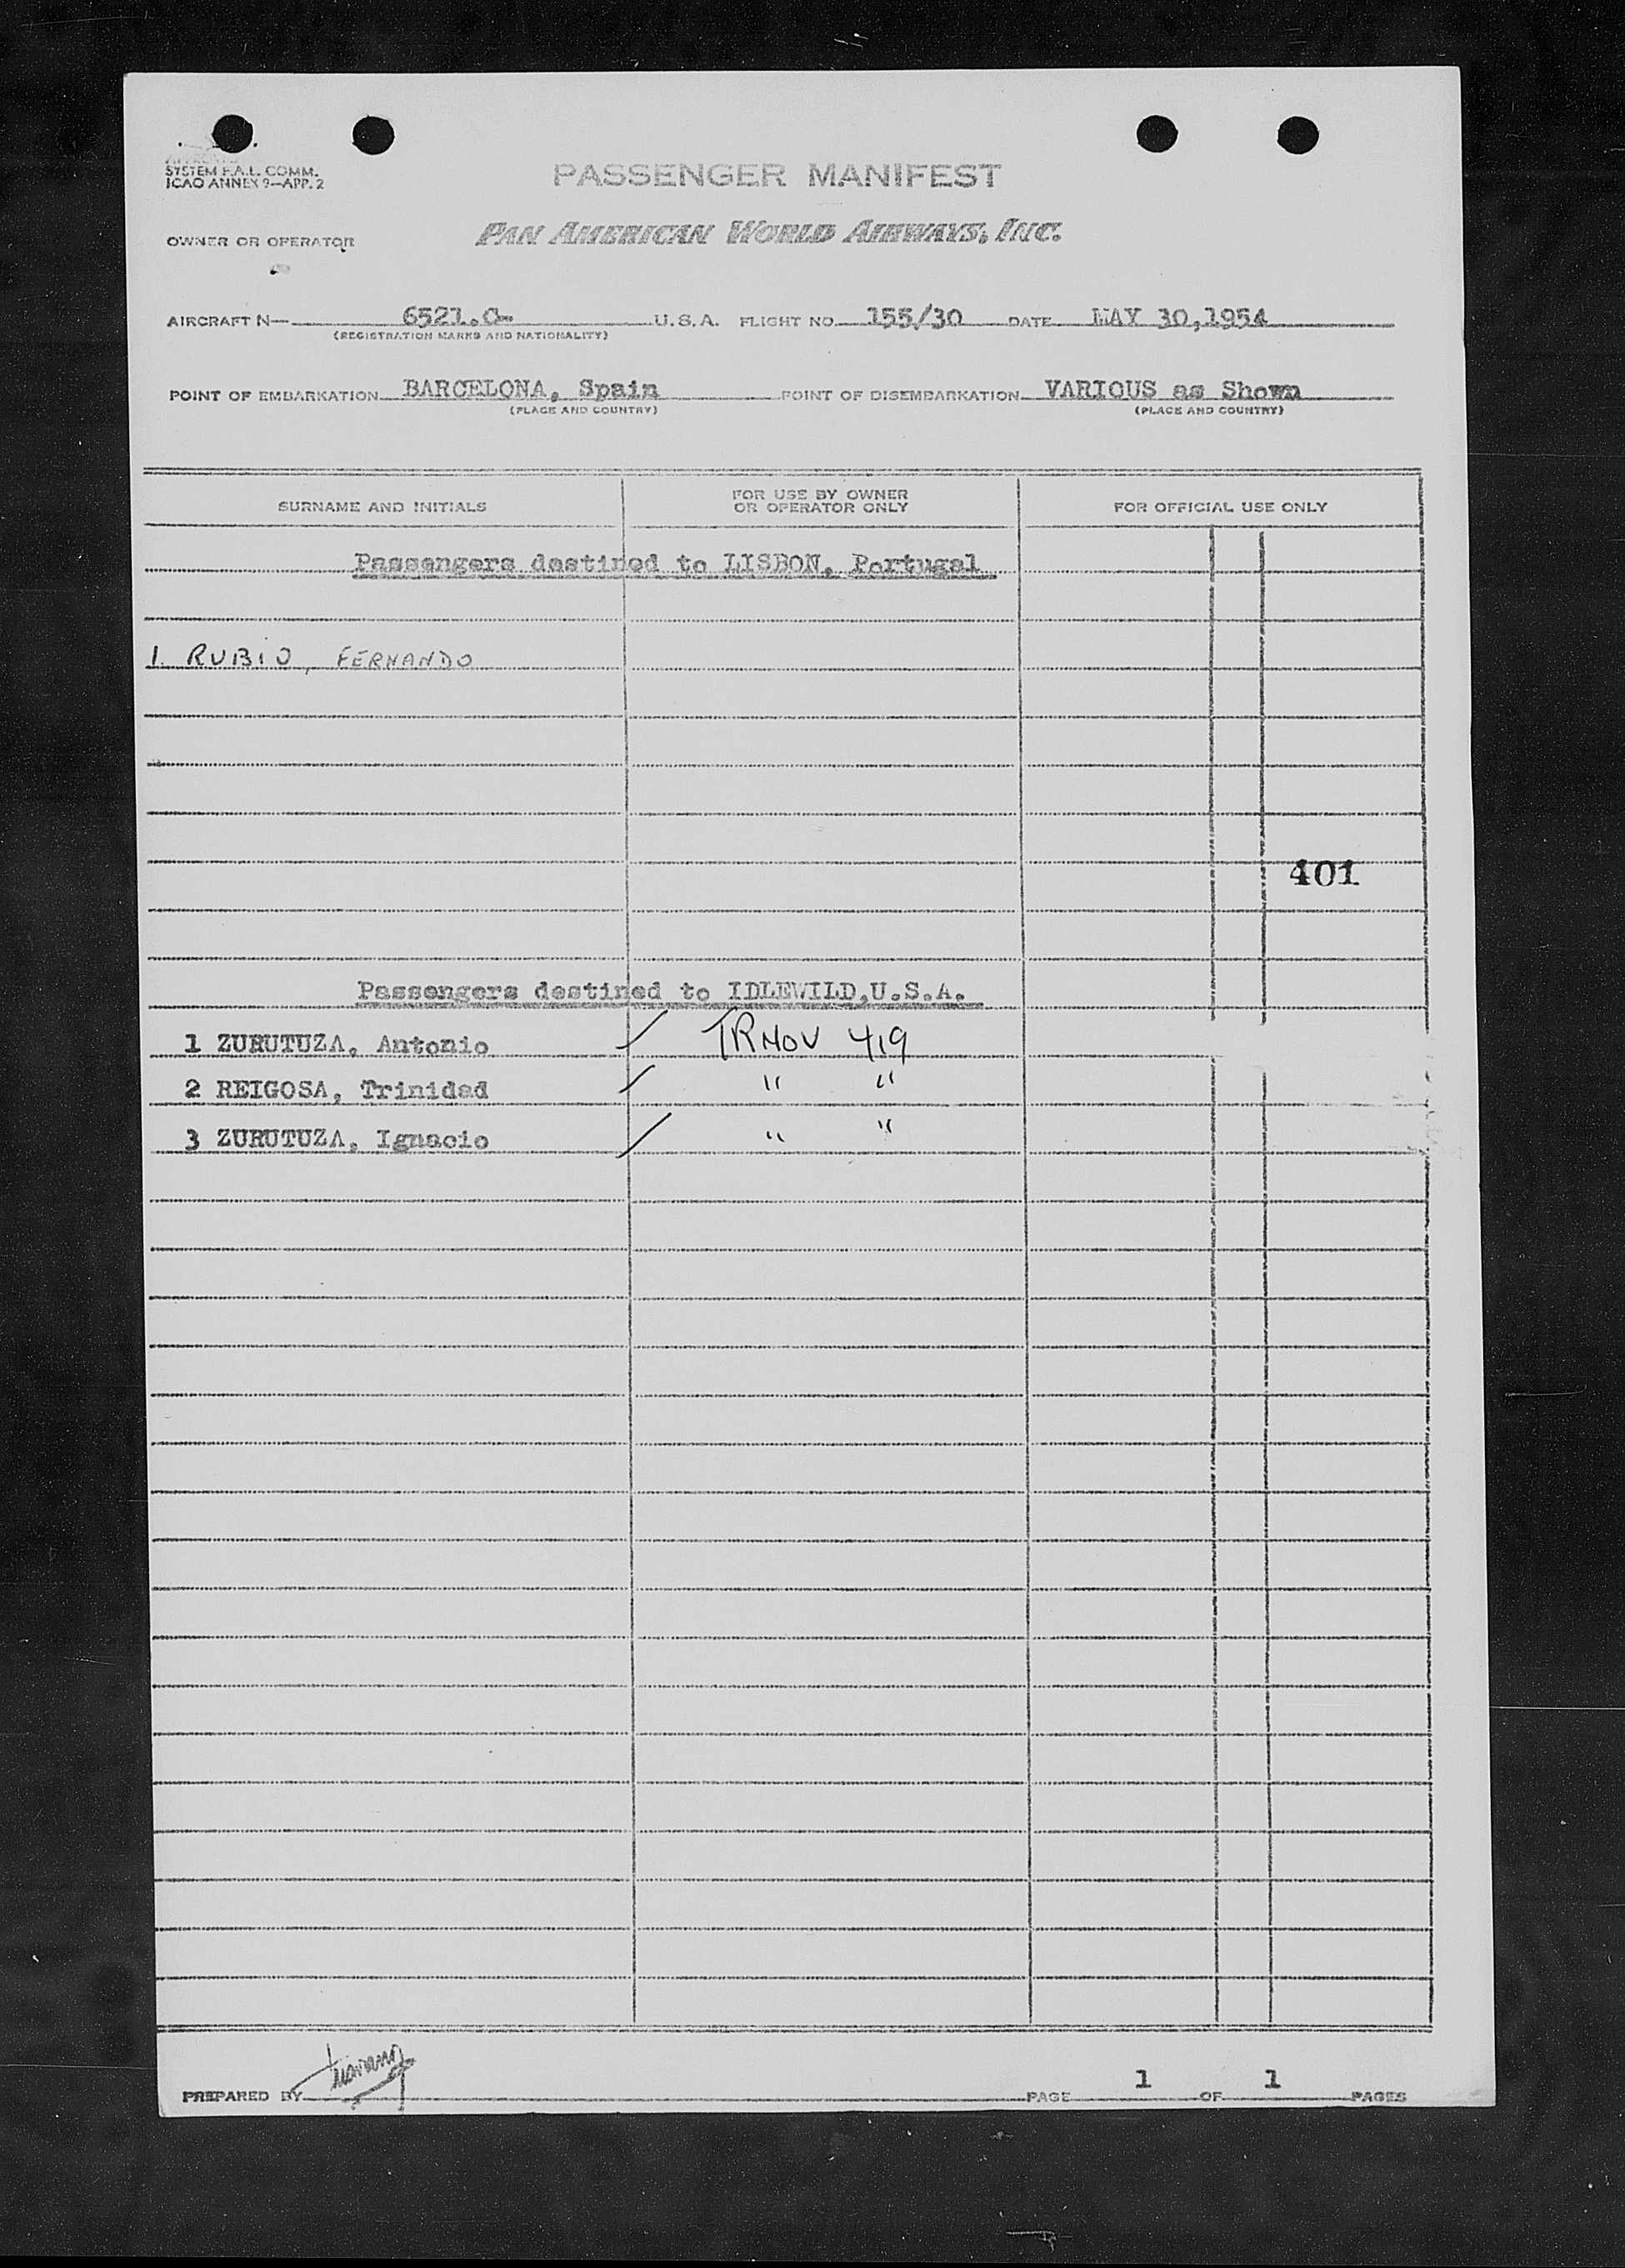 SYSTEM F.A.L. COMM.
ICAO ANNEX 9—APP. 2
PASSENGER MANIFEST
OWNER OR OPERATOR PAN AMERICAN WORLD AIRWAYS, INC.
AIRCRAFT N— 6521.C- U.S.A. FLIGHT NO. 155/30 DATE MAY 30,1954
(REGISTRATION MARKS AND NATIONALITY)
POINT OF EMBARKATION BARCELONA, Spain POINT OF DISEMBARKATION VARIOUS as Shown
(PLACE AND COUNTRY) (PLACE AND COUNTRY)
SURNAME AND INITIALS FOR USE BY OWNER OR OPERATOR ONLY FOR OFFICIAL USE ONLY
Passengers destined to LISBON, Portugal
1. RUBIO, FERNANDO
401
Passengers destined to IDLEWILD,U.S.A.
1 ZURUTUZA, Antonio / TRMOV 419
2 REIGOSA, Trinidad / " "
3 ZURUTUZA, Ignacio / " "
PREPARED BY PAGE 1 OF 1 PAGES